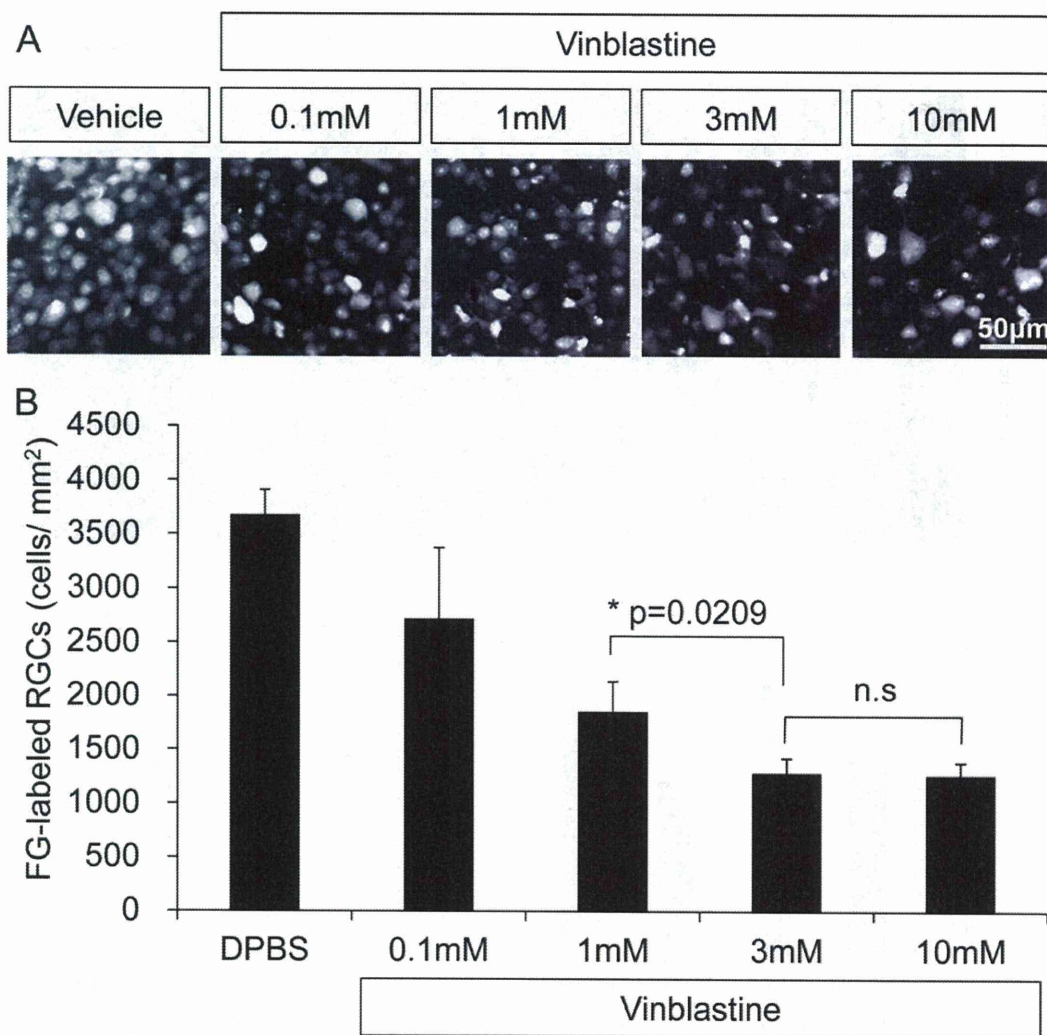 A
Vinblastine
Vehicle 0.1mM 1mM 3mM 10mM
50µm
B
FG-labeled RGCs (cells/ mm²)
4500
4000
3500
3000
2500
2000
1500
1000
500
0
* p=0.0209
n.s
DPBS 0.1mM 1mM 3mM 10mM
Vinblastine